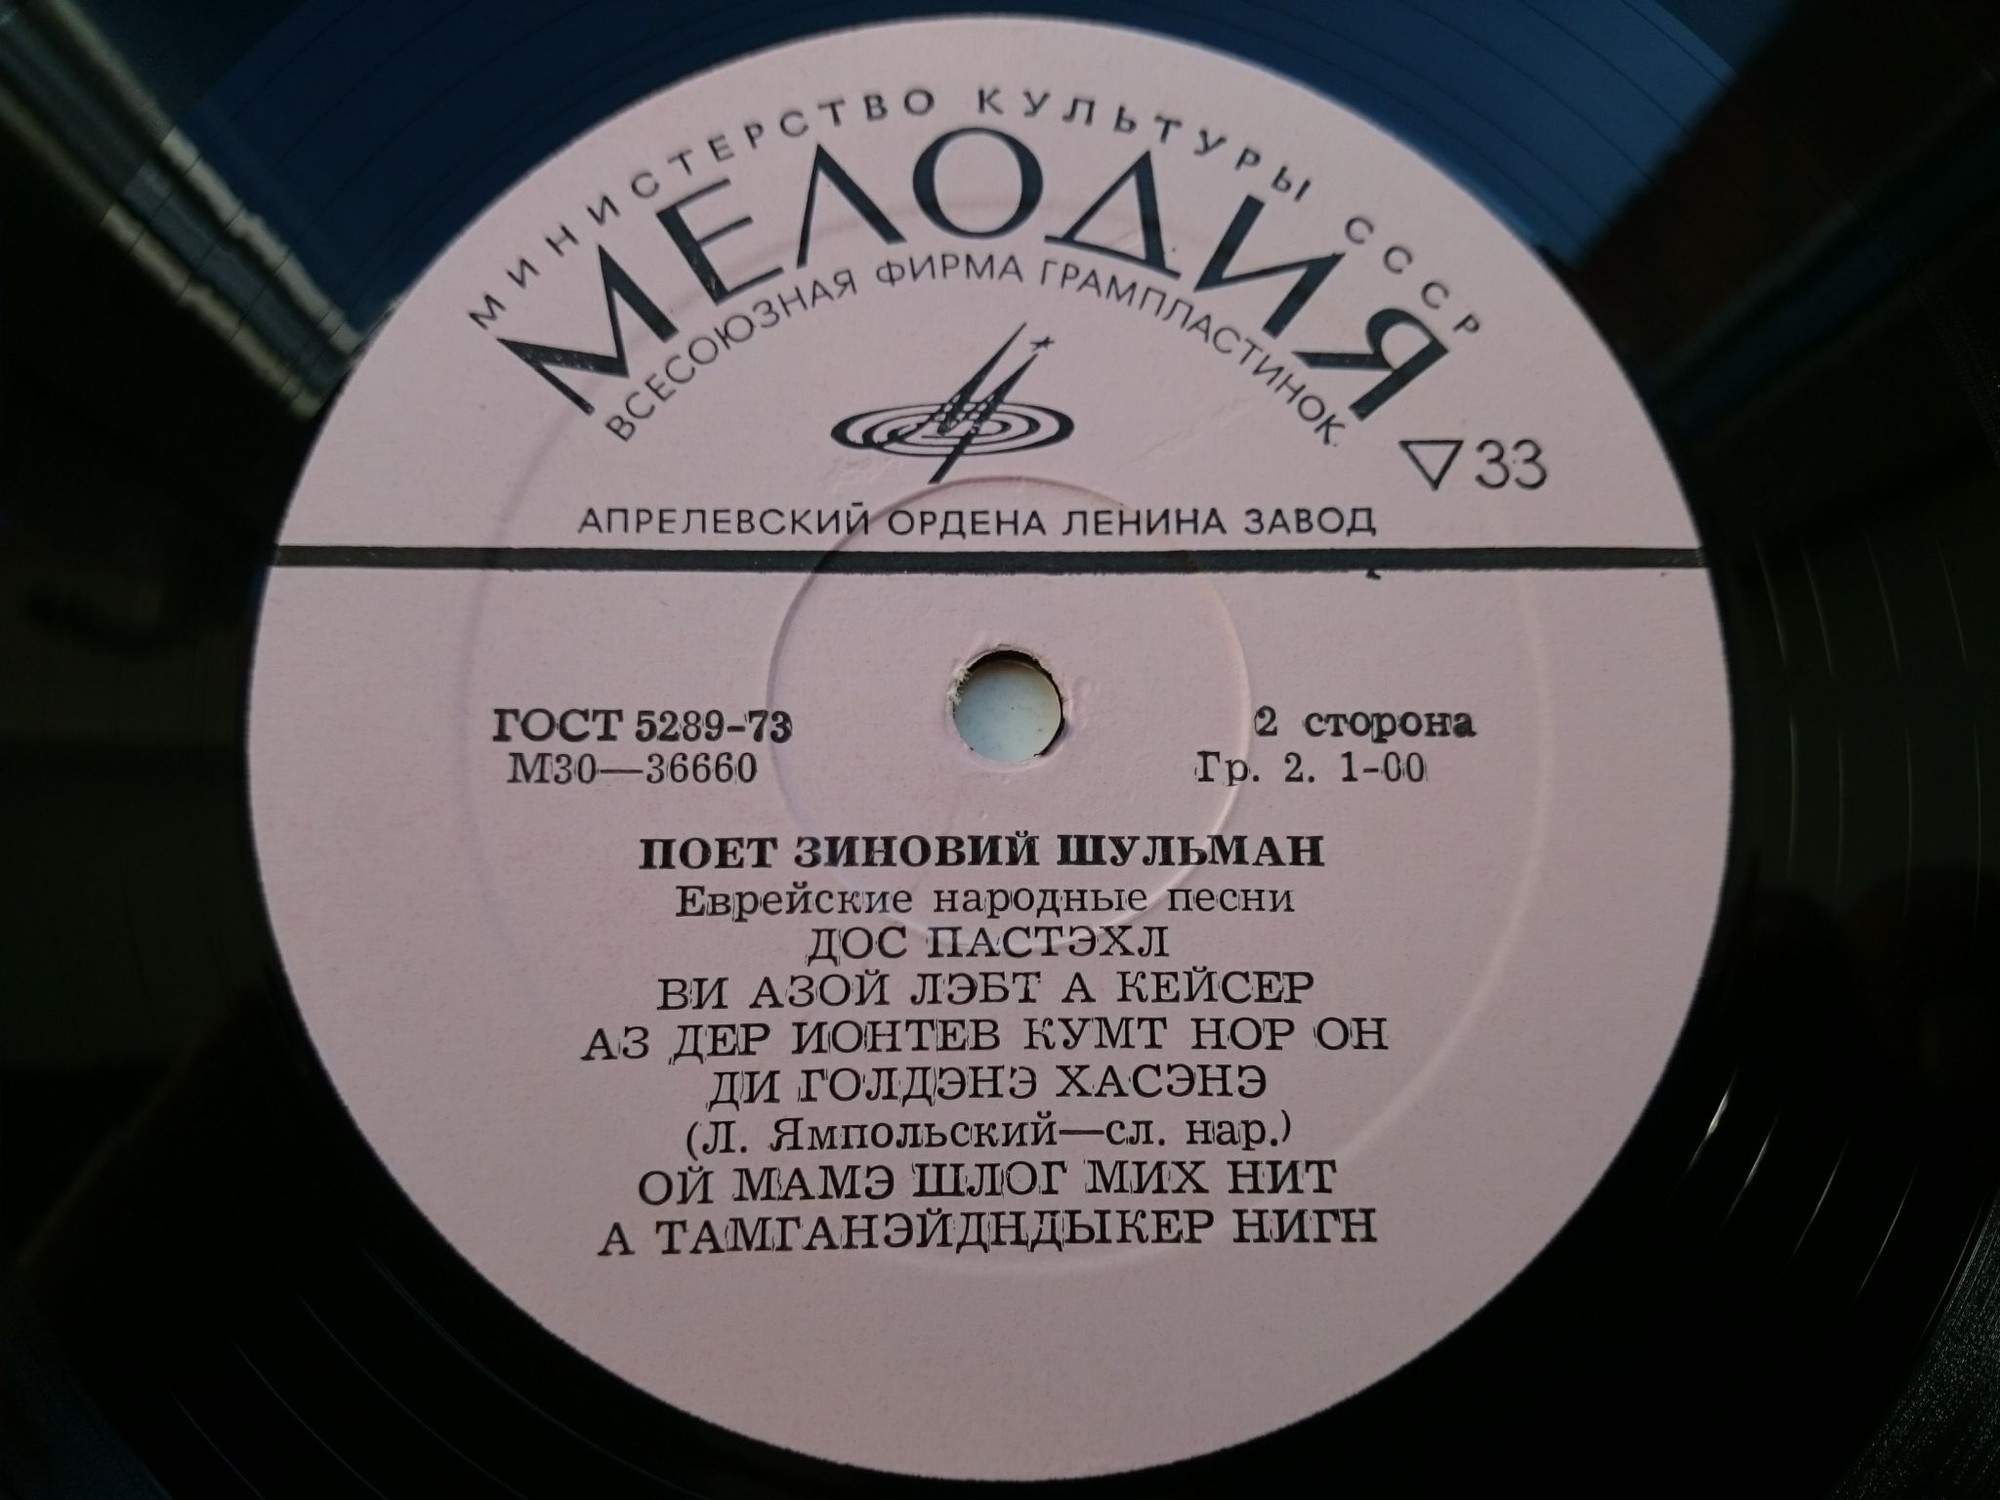 МИНИСТЕРСТВО КУЛЬТУРЫ СССР
МЕЛОДИЯ
ВСЕСОЮЗНАЯ ФИРМА ГРАМПЛАСТИНОК
▽33
АПРЕЛЕВСКИЙ ОРДЕНА ЛЕНИНА ЗАВОД
ГОСТ 5289-73
М30—36660
2 сторона
Гр. 2. 1-00
ПОЕТ ЗИНОВИЙ ШУЛЬМАН
Еврейские народные песни
ДОС ПАСТЭХЛ
ВИ АЗОЙ ЛЭБТ А КЕЙСЕР
АЗ ДЕР ИОНТЕВ КУМТ НОР ОН
ДИ ГОЛДЭНЭ ХАСЭНЭ
(Л. Ямпольский—сл. нар.)
ОЙ МАМЭ ШЛОГ МИХ НИТ
А ТАМГАНЭЙДНДЫКЕР НИГН